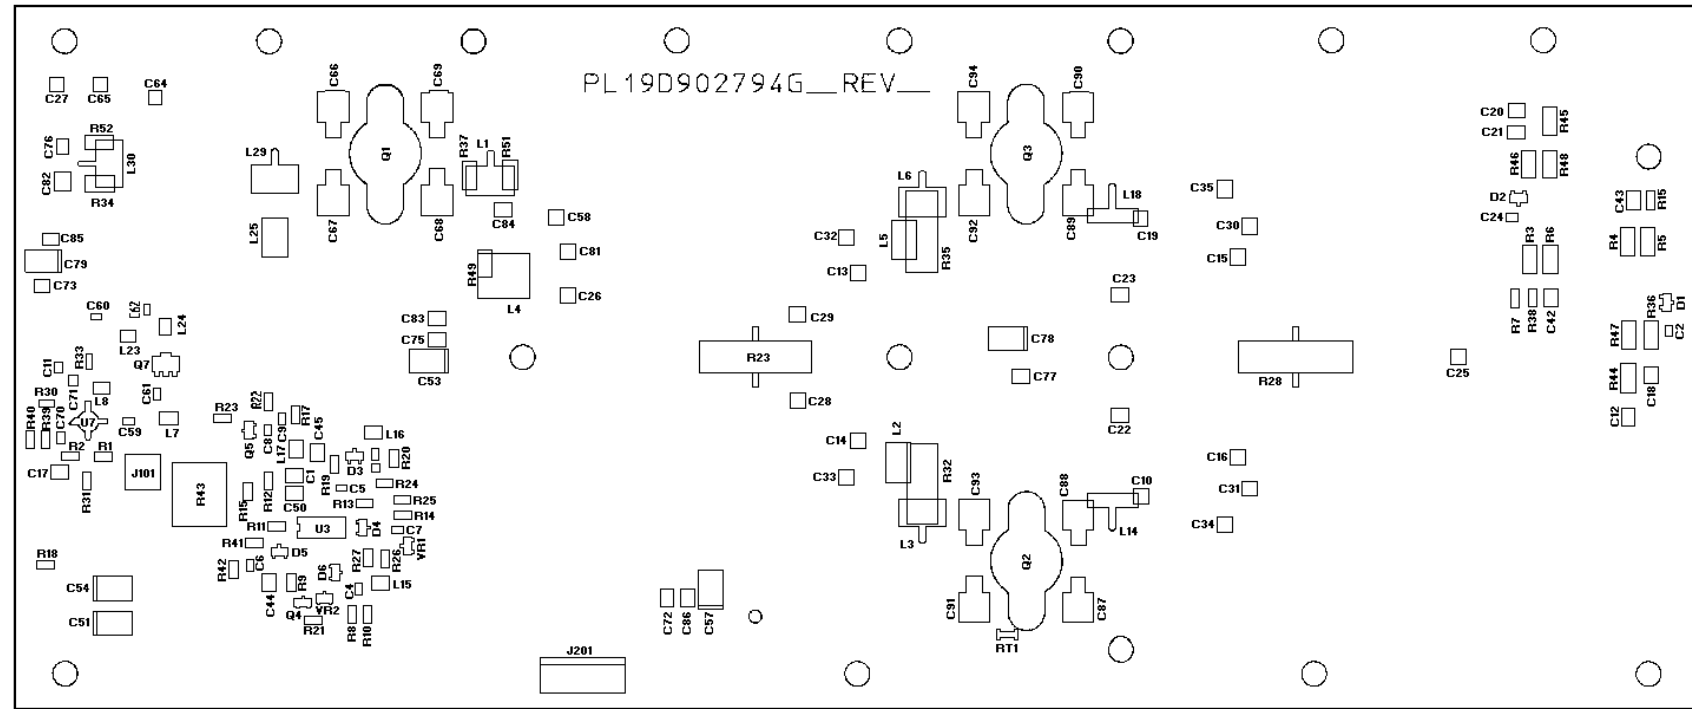 PL19D902794G__REV__
C66
C69
C94
C90
C27
C65
C64
C20
C21
R45
R52
C76
L30
C82
R34
L29
Q1
R37
L1
R51
Q3
L6
R46
R48
C35
L18
D2
C43
R15
C24
L25
C67
C68
C84
C58
C92
C89
C19
C30
C85
C79
C73
R49
L4
C81
C26
C32
C13
L5
R35
C15
R3
R6
R4
R5
C23
C60
C62
L24
C83
C75
C53
C29
C78
R7
R38
C42
R36
D1
L23
Q7
C11
R33
R23
R28
C25
R47
C2
C77
R30
C71
L8
C61
R44
C18
C28
R40
R39
C70
U7
C59
L7
R23
R22
R17
C9
C8
Q5
C45
L16
C22
C12
R2
R1
L17
C14
L2
C17
J101
R43
R31
R12
R15
C1
R19
D3
R20
R24
C5
R13
R25
C33
R32
C16
C10
C31
C50
R14
C93
C88
R11
U3
D4
C7
VR1
C34
L14
L3
R41
D5
R18
R42
C6
R27
R26
Q2
C54
C44
R9
D6
C4
L15
Q4
VR2
C51
R21
R8
R10
C72
C86
C57
C91
C87
RT1
J201